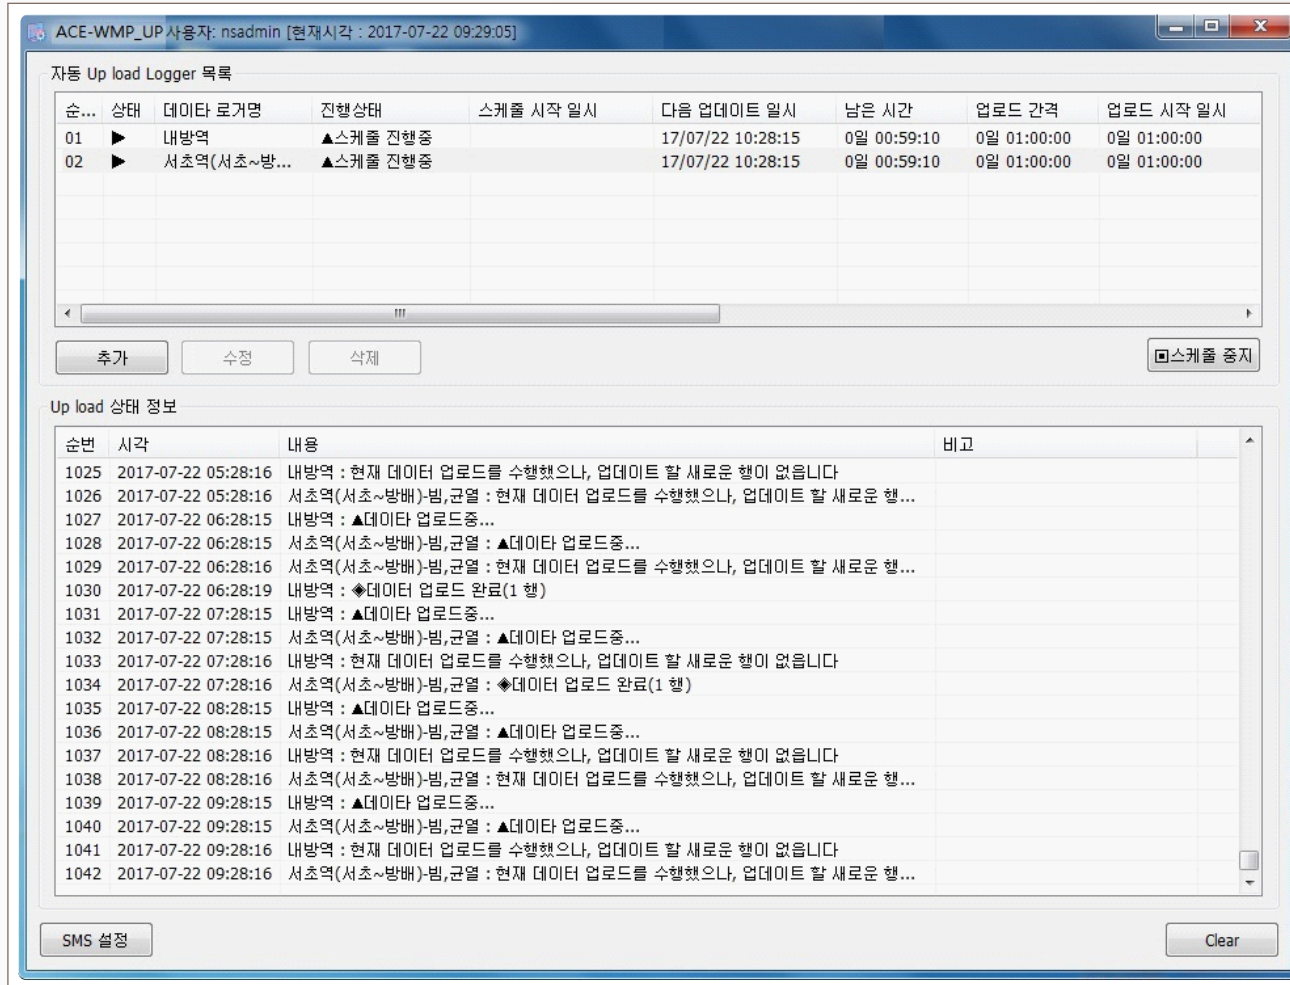 ACE-WMP_UP 사용자: nsadmin [현재시각 : 2017-07-22 09:29:05]
자동 Up load Logger 목록
순... 상태 데이타 로거명 진행상태 스케줄 시작 일시 다음 업데이트 일시 남은 시간 업로드 간격 업로드 시작 일시
01 ▶ 내방역 ▲스케줄 진행중 17/07/22 10:28:15 0일 00:59:10 0일 01:00:00 0일 01:00:00
02 ▶ 서초역(서초~방... ▲스케줄 진행중 17/07/22 10:28:15 0일 00:59:10 0일 01:00:00 0일 01:00:00
추가 수정 삭제 ▣스케줄 중지
Up load 상태 정보
순번 시각 내용 비고
1025 2017-07-22 05:28:16 내방역 : 현재 데이터 업로드를 수행했으나, 업데이트 할 새로운 행이 없읍니다
1026 2017-07-22 05:28:16 서초역(서초~방배)-빔,균열 : 현재 데이터 업로드를 수행했으나, 업데이트 할 새로운 행...
1027 2017-07-22 06:28:15 내방역 : ▲데이타 업로드중...
1028 2017-07-22 06:28:15 서초역(서초~방배)-빔,균열 : ▲데이타 업로드중...
1029 2017-07-22 06:28:16 서초역(서초~방배)-빔,균열 : 현재 데이터 업로드를 수행했으나, 업데이트 할 새로운 행...
1030 2017-07-22 06:28:19 내방역 : ◈데이터 업로드 완료(1 행)
1031 2017-07-22 07:28:15 내방역 : ▲데이타 업로드중...
1032 2017-07-22 07:28:15 서초역(서초~방배)-빔,균열 : ▲데이타 업로드중...
1033 2017-07-22 07:28:16 내방역 : 현재 데이터 업로드를 수행했으나, 업데이트 할 새로운 행이 없읍니다
1034 2017-07-22 07:28:16 서초역(서초~방배)-빔,균열 : ◈데이터 업로드 완료(1 행)
1035 2017-07-22 08:28:15 내방역 : ▲데이타 업로드중...
1036 2017-07-22 08:28:15 서초역(서초~방배)-빔,균열 : ▲데이타 업로드중...
1037 2017-07-22 08:28:16 내방역 : 현재 데이터 업로드를 수행했으나, 업데이트 할 새로운 행이 없읍니다
1038 2017-07-22 08:28:16 서초역(서초~방배)-빔,균열 : 현재 데이터 업로드를 수행했으나, 업데이트 할 새로운 행...
1039 2017-07-22 09:28:15 내방역 : ▲데이타 업로드중...
1040 2017-07-22 09:28:15 서초역(서초~방배)-빔,균열 : ▲데이타 업로드중...
1041 2017-07-22 09:28:16 내방역 : 현재 데이터 업로드를 수행했으나, 업데이트 할 새로운 행이 없읍니다
1042 2017-07-22 09:28:16 서초역(서초~방배)-빔,균열 : 현재 데이터 업로드를 수행했으나, 업데이트 할 새로운 행...
SMS 설정 Clear